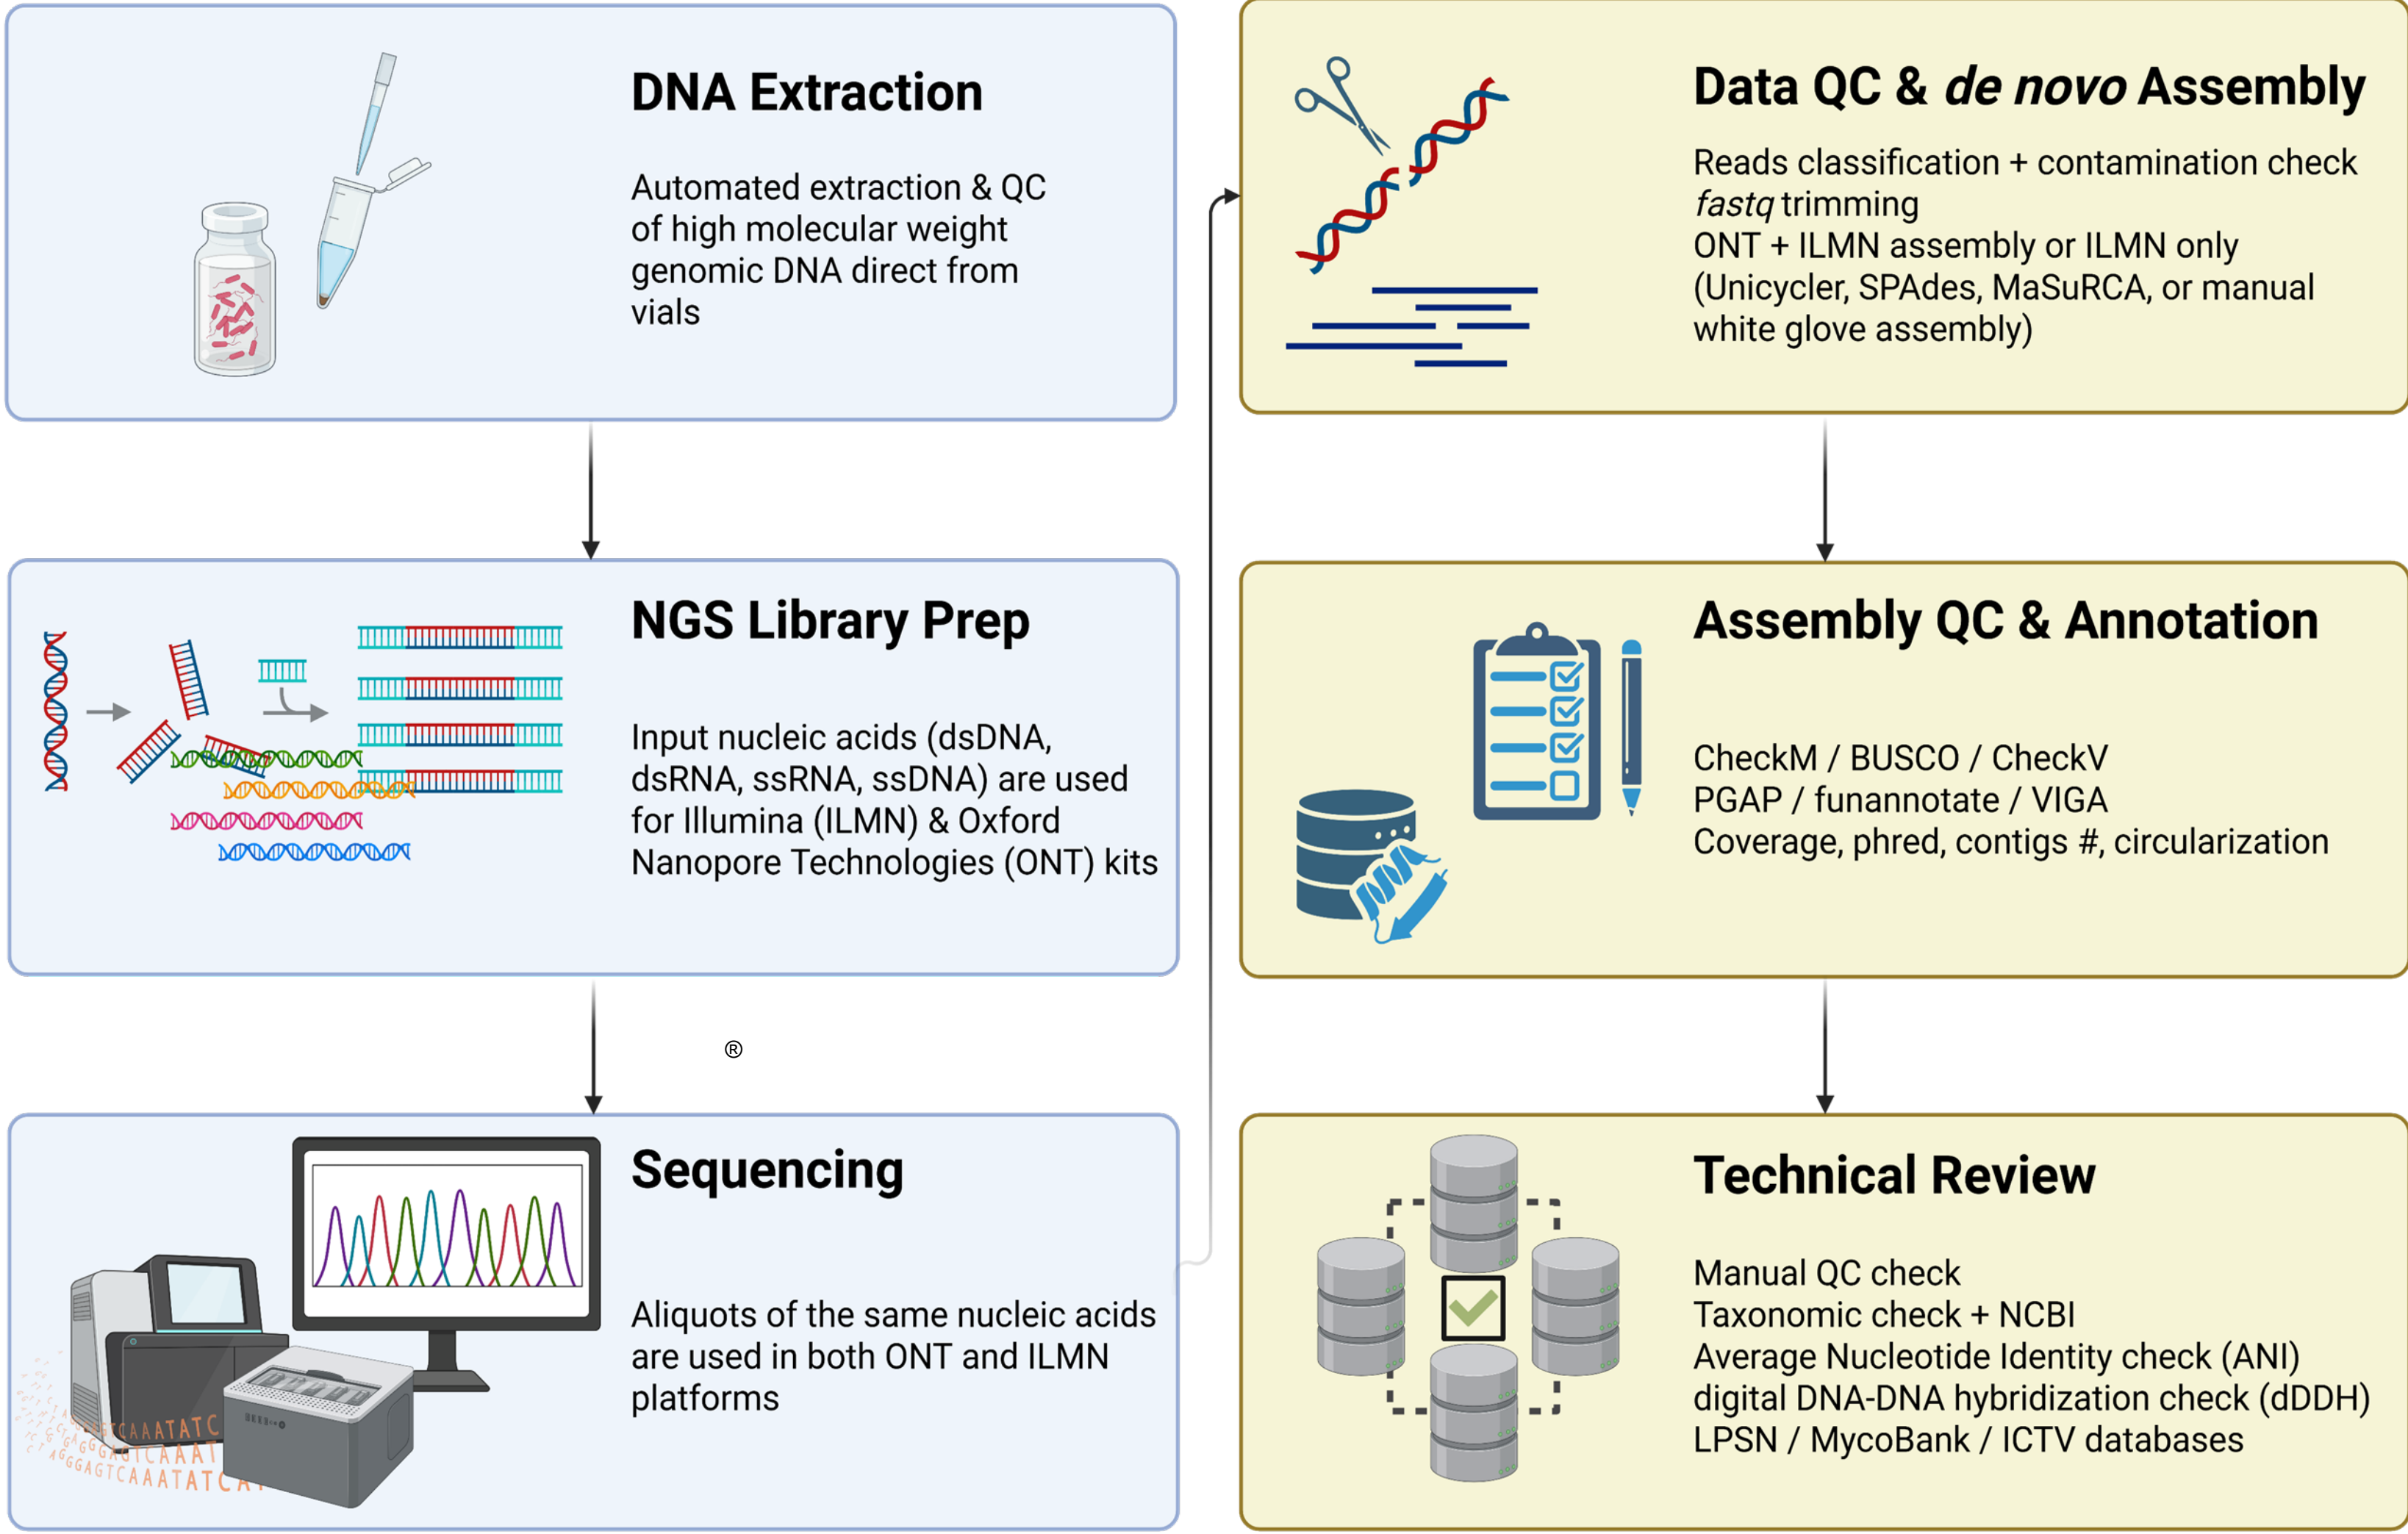 DNA Extraction
Automated extraction & QC
of high molecular weight
genomic DNA direct from
vials
NGS Library Prep
Input nucleic acids (dsDNA,
dsRNA, ssRNA, ssDNA) are used
for Illumina (ILMN) & Oxford
Nanopore Technologies (ONT) kits
®
Sequencing
Aliquots of the same nucleic acids
are used in both ONT and ILMN
platforms
Data QC & de novo Assembly
Reads classification + contamination check
fastq trimming
ONT + ILMN assembly or ILMN only
(Unicycler, SPAdes, MaSuRCA, or manual
white glove assembly)
Assembly QC & Annotation
CheckM / BUSCO / CheckV
PGAP / funannotate / VIGA
Coverage, phred, contigs #, circularization
Technical Review
Manual QC check
Taxonomic check + NCBI
Average Nucleotide Identity check (ANI)
digital DNA-DNA hybridization check (dDDH)
LPSN / MycoBank / ICTV databases